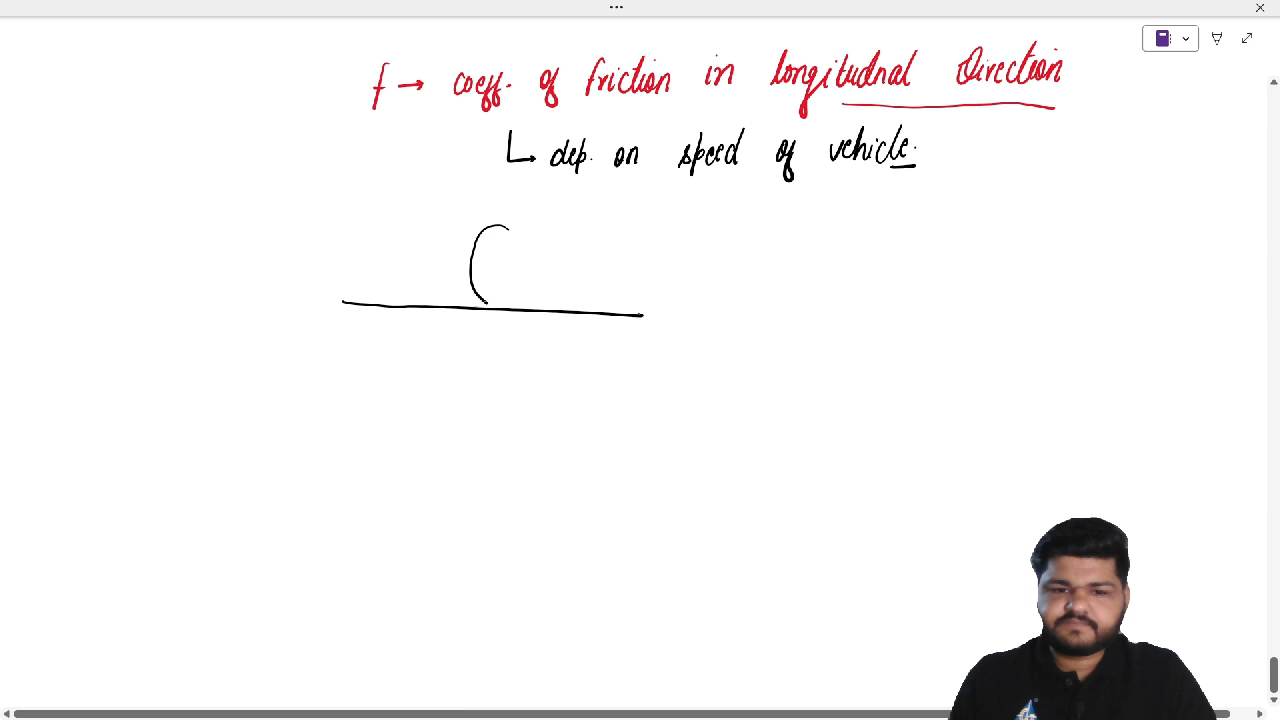 f → coeff. of friction in longitudnal Direction
↳ dep. on speed of vehicle.